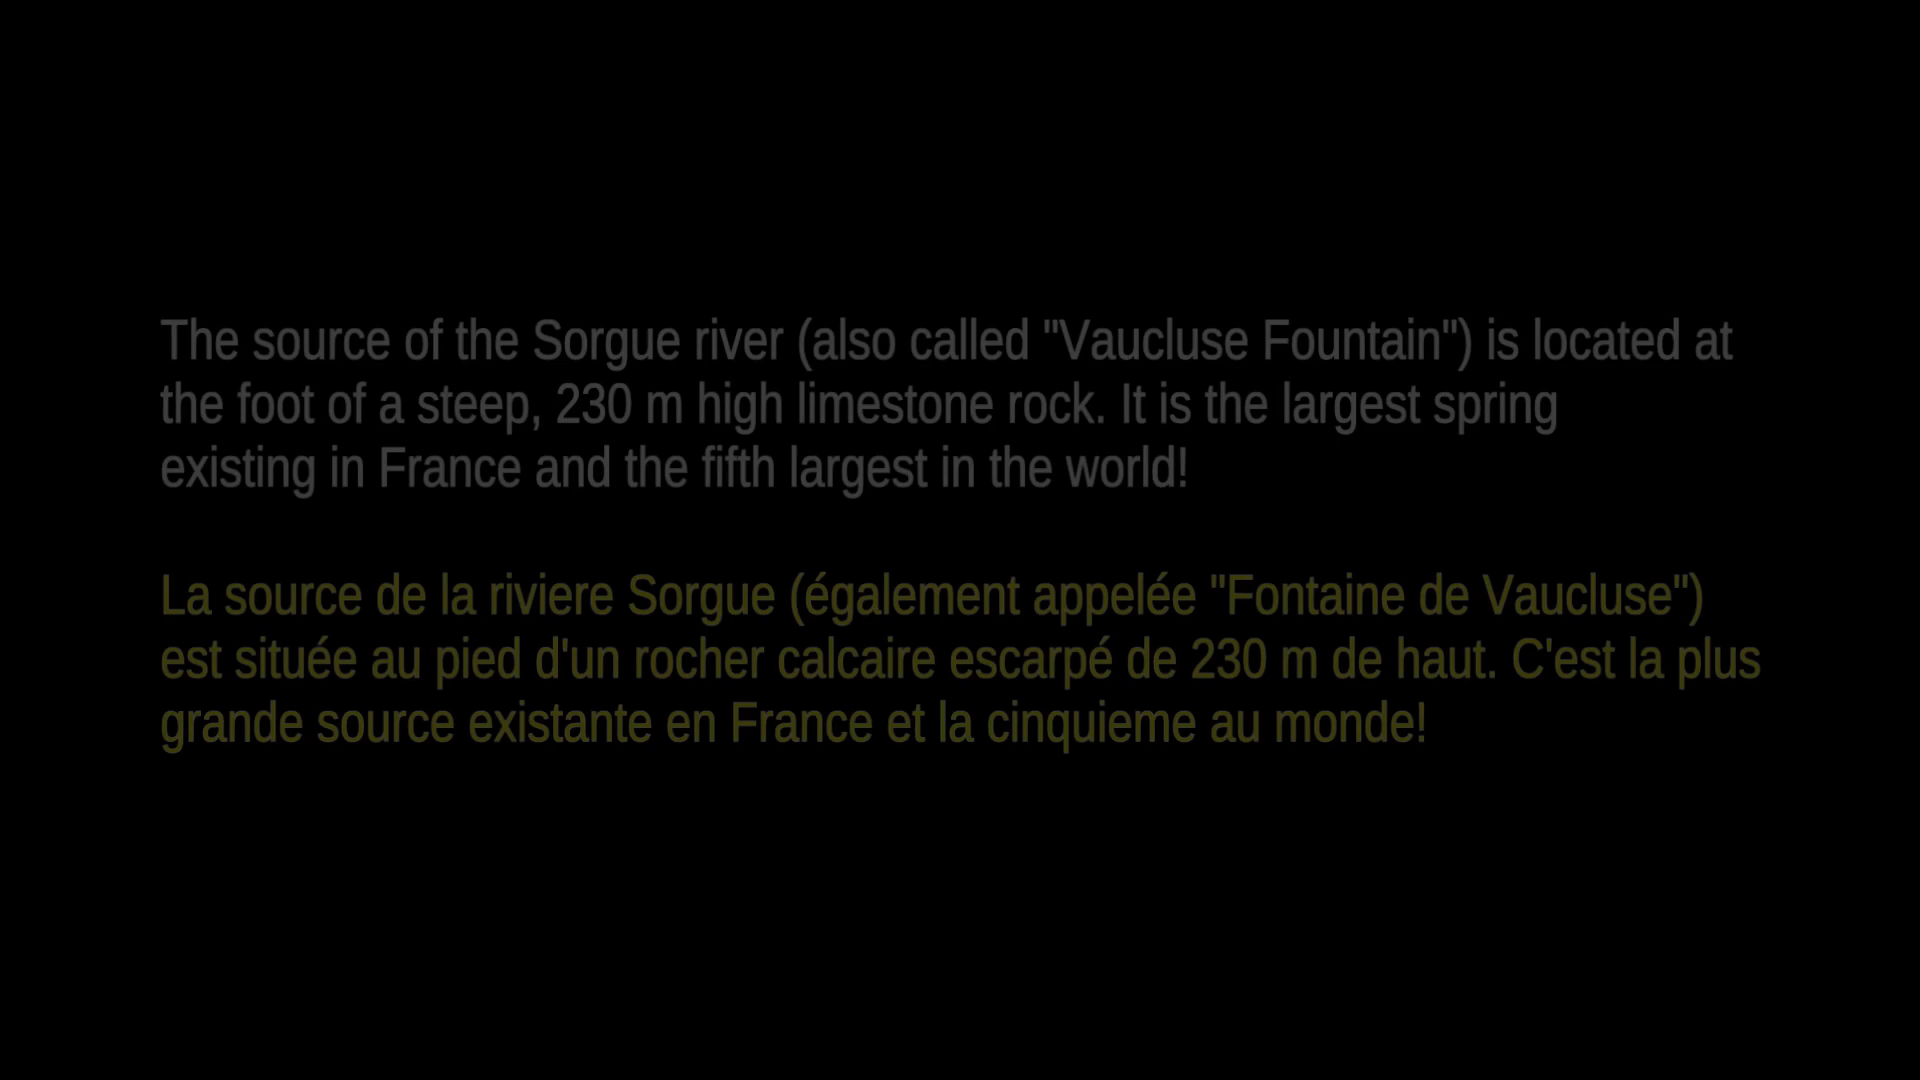 The source of the Sorgue river (also called "Vaucluse Fountain") is located at
the foot of a steep, 230 m high limestone rock. It is the largest spring
existing in France and the fifth largest in the world!
La source de la riviere Sorgue (également appelée "Fontaine de Vaucluse")
est située au pied d'un rocher calcaire escarpé de 230 m de haut. C'est la plus
grande source existante en France et la cinquieme au monde!